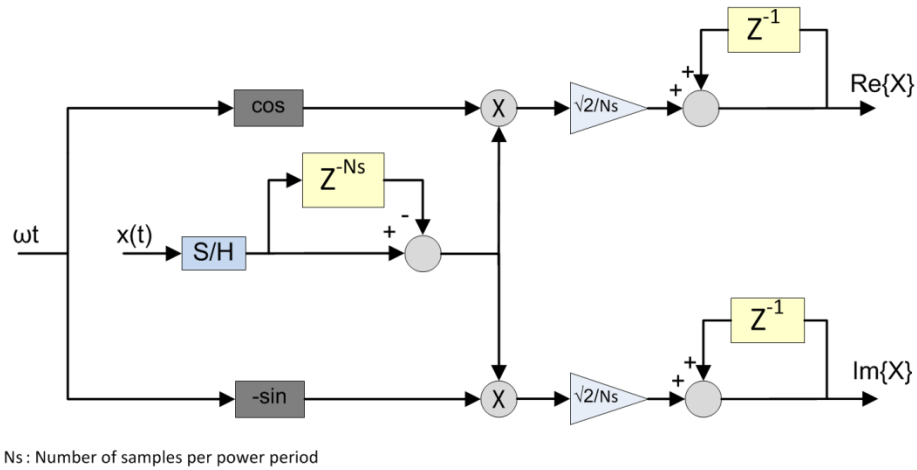 Z-1
+
+
Re{X}
cos
X
√2/Ns
Z-Ns
-
+
ωt
x(t)
S/H
Z-1
+
+
Im{X}
-sin
X
√2/Ns
Ns : Number of samples per power period